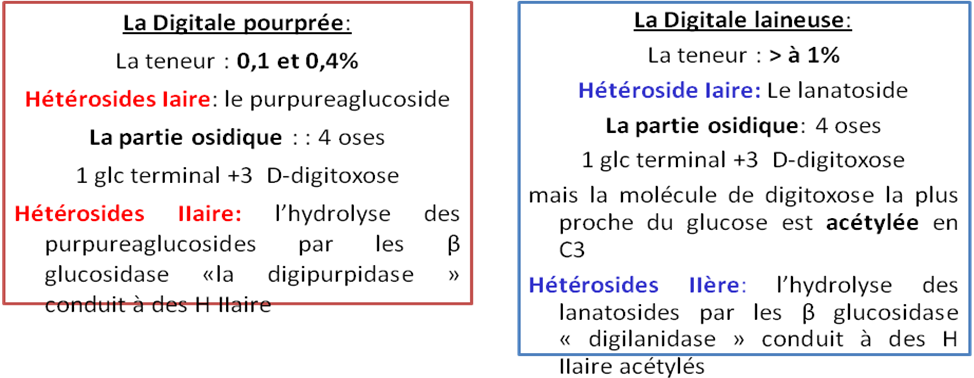 La Digitale pourprée:
La teneur : 0,1 et 0,4%
Hétérosides Iaire: le purpureaglucoside
La partie osidique : : 4 oses
1 glc terminal +3 D-digitoxose
Hétérosides IIaire: l'hydrolyse des
purpureaglucosides par les β
glucosidase «la digipurpidase »
conduit à des H IIaire
La Digitale laineuse:
La teneur : > à 1%
Hétéroside Iaire: Le lanatoside
La partie osidique: 4 oses
1 glc terminal +3 D-digitoxose
mais la molécule de digitoxose la plus
proche du glucose est acétylée en
C3
Hétérosides IIère: l'hydrolyse des
lanatosides par les β glucosidase
« digilanidase » conduit à des H
IIaire acétylés